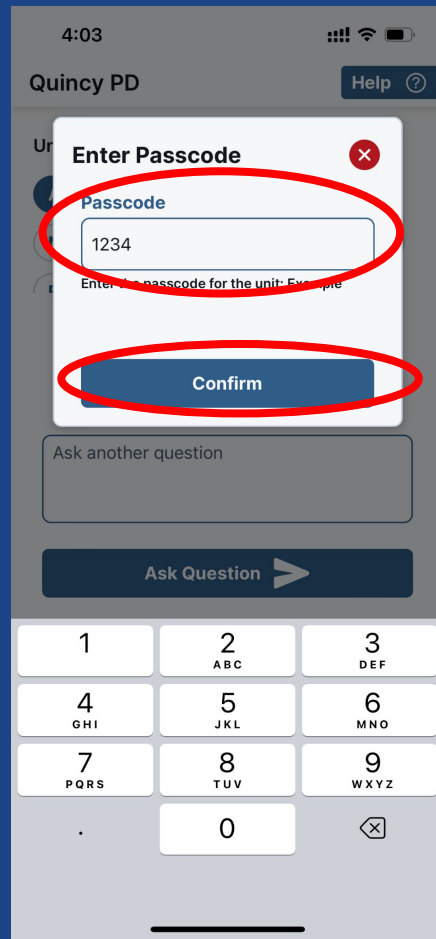 4:03
Quincy PD
Help ?
Enter Passcode
Passcode
1234
Enter the passcode for the unit: Example
Confirm
Ask another question
Ask Question
1
2
ABC
3
DEF
4
GHI
5
JKL
6
MNO
7
PQRS
8
TUV
9
WXYZ
.
0